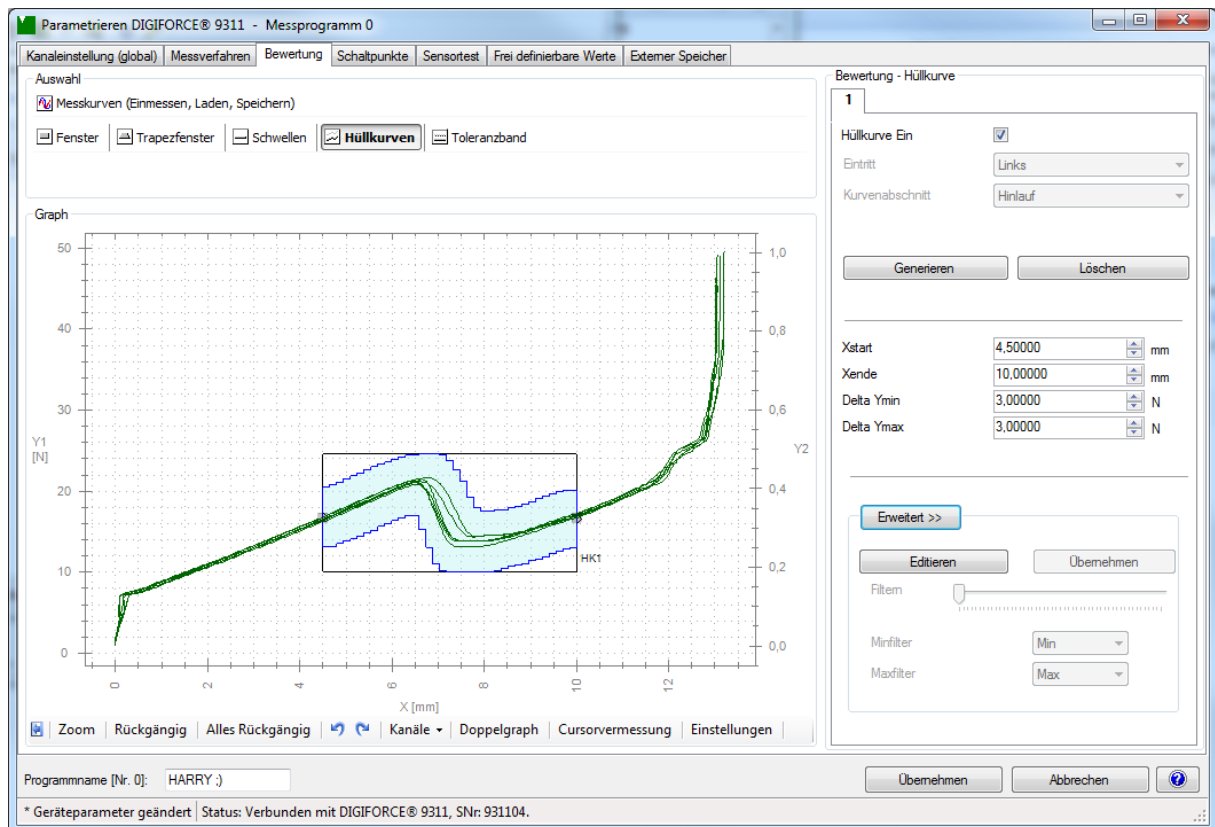 Parametrieren DIGIFORCE® 9311 - Messprogramm 0
Kanaleinstellung (global) Messverfahren Bewertung Schaltpunkte Sensortest Frei definierbare Werte Externer Speicher
Auswahl
Messkurven (Einmessen, Laden, Speichern)
Fenster Trapezfenster Schwellen Hüllkurven Toleranzband
Graph
50
40
30
20
10
0
Y1
[N]
1,0
0,8
0,6
0,4
0,2
0,0
Y2
HK1
0 2 4 6 8 10 12
X [mm]
Zoom Rückgängig Alles Rückgängig Kanäle Doppelgraph Cursorvermessung Einstellungen
Bewertung - Hüllkurve
1
Hüllkurve Ein
Eintritt Links
Kurvenabschnitt Hinlauf
Generieren Löschen
Xstart 4,50000 mm
Xende 10,00000 mm
Delta Ymin 3,00000 N
Delta Ymax 3,00000 N
Erweitert >>
Editieren Übernehmen
Filtern
Minfilter Min
Maxfilter Max
Programmname [Nr. 0]: HARRY ;)
Übernehmen Abbrechen ?
* Geräteparameter geändert Status: Verbunden mit DIGIFORCE® 9311, SNr: 931104.